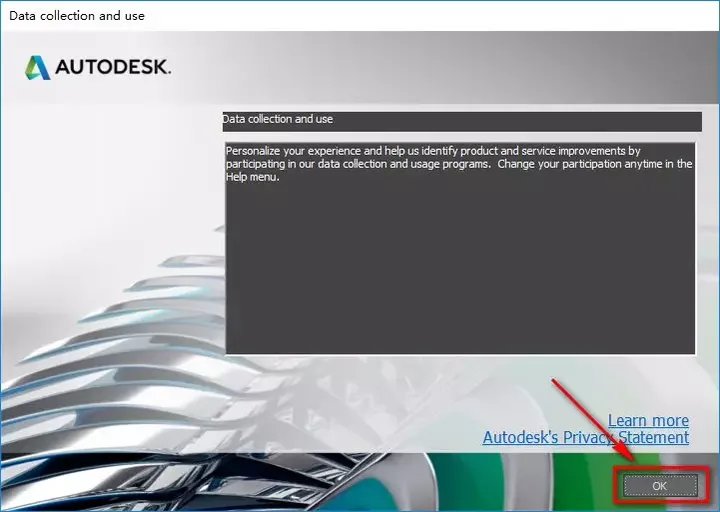 Data collection and use
AUTODESK.
Data collection and use
Personalize your experience and help us identify product and service improvements by
participating in our data collection and usage programs.  Change your participation anytime in the
Help menu.
Learn more
Autodesk's Privacy Statement
OK